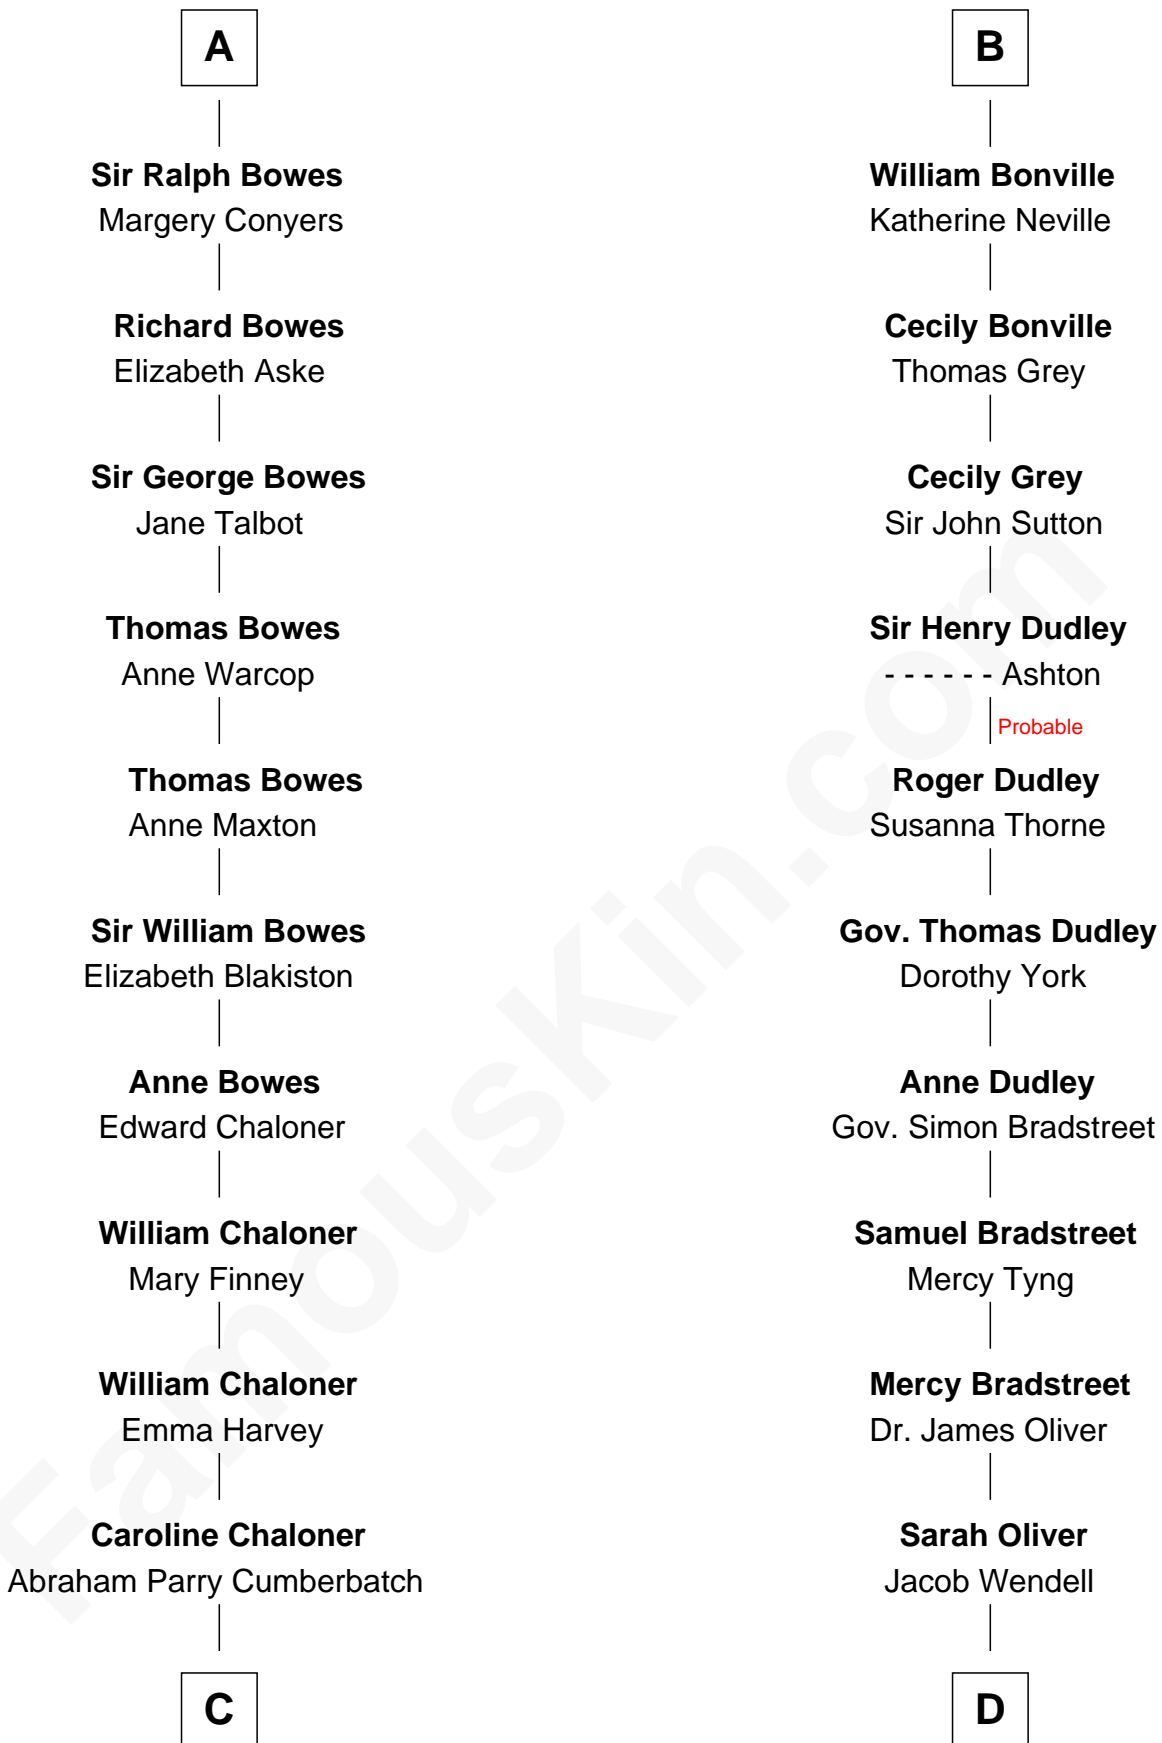 A
Sir Ralph Bowes
Margery Conyers
Richard Bowes
Elizabeth Aske
Sir George Bowes
Jane Talbot
Thomas Bowes
Anne Warcop
Thomas Bowes
Anne Maxton
Sir William Bowes
Elizabeth Blakiston
Anne Bowes
Edward Chaloner
William Chaloner
Mary Finney
William Chaloner
Emma Harvey
Caroline Chaloner
Abraham Parry Cumberbatch
C
B
William Bonville
Katherine Neville
Cecily Bonville
Thomas Grey
Cecily Grey
Sir John Sutton
Sir Henry Dudley
- - - - - - Ashton
Probable
Roger Dudley
Susanna Thorne
Gov. Thomas Dudley
Dorothy York
Anne Dudley
Gov. Simon Bradstreet
Samuel Bradstreet
Mercy Tyng
Mercy Bradstreet
Dr. James Oliver
Sarah Oliver
Jacob Wendell
D
FamousKin.com